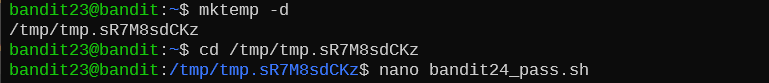 bandit23@bandit:~$ mktemp -d
/tmp/tmp.sR7M8sdCKz
bandit23@bandit:~$ cd /tmp/tmp.sR7M8sdCKz
bandit23@bandit:/tmp/tmp.sR7M8sdCKz$ nano bandit24_pass.sh